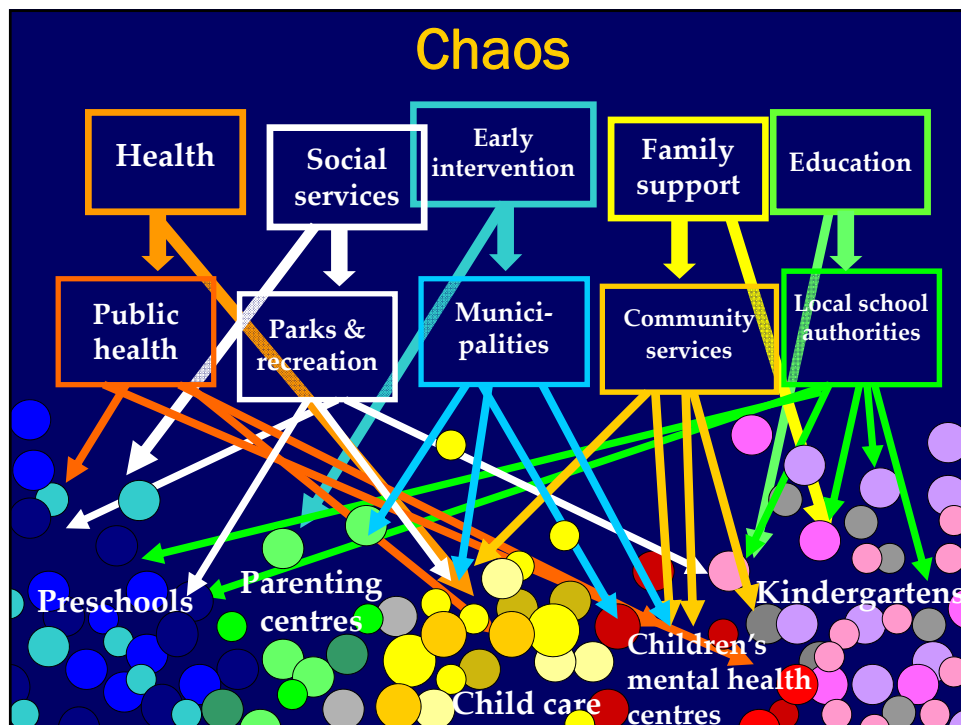 Chaos
Health
Social
services
Early
intervention
Family
support
Education
Public
health
Parks &
recreation
Munici-
palities
Community
services
Local school
authorities
Preschools
Parenting
centres
Child care
Children's
mental health
centres
Kindergartens